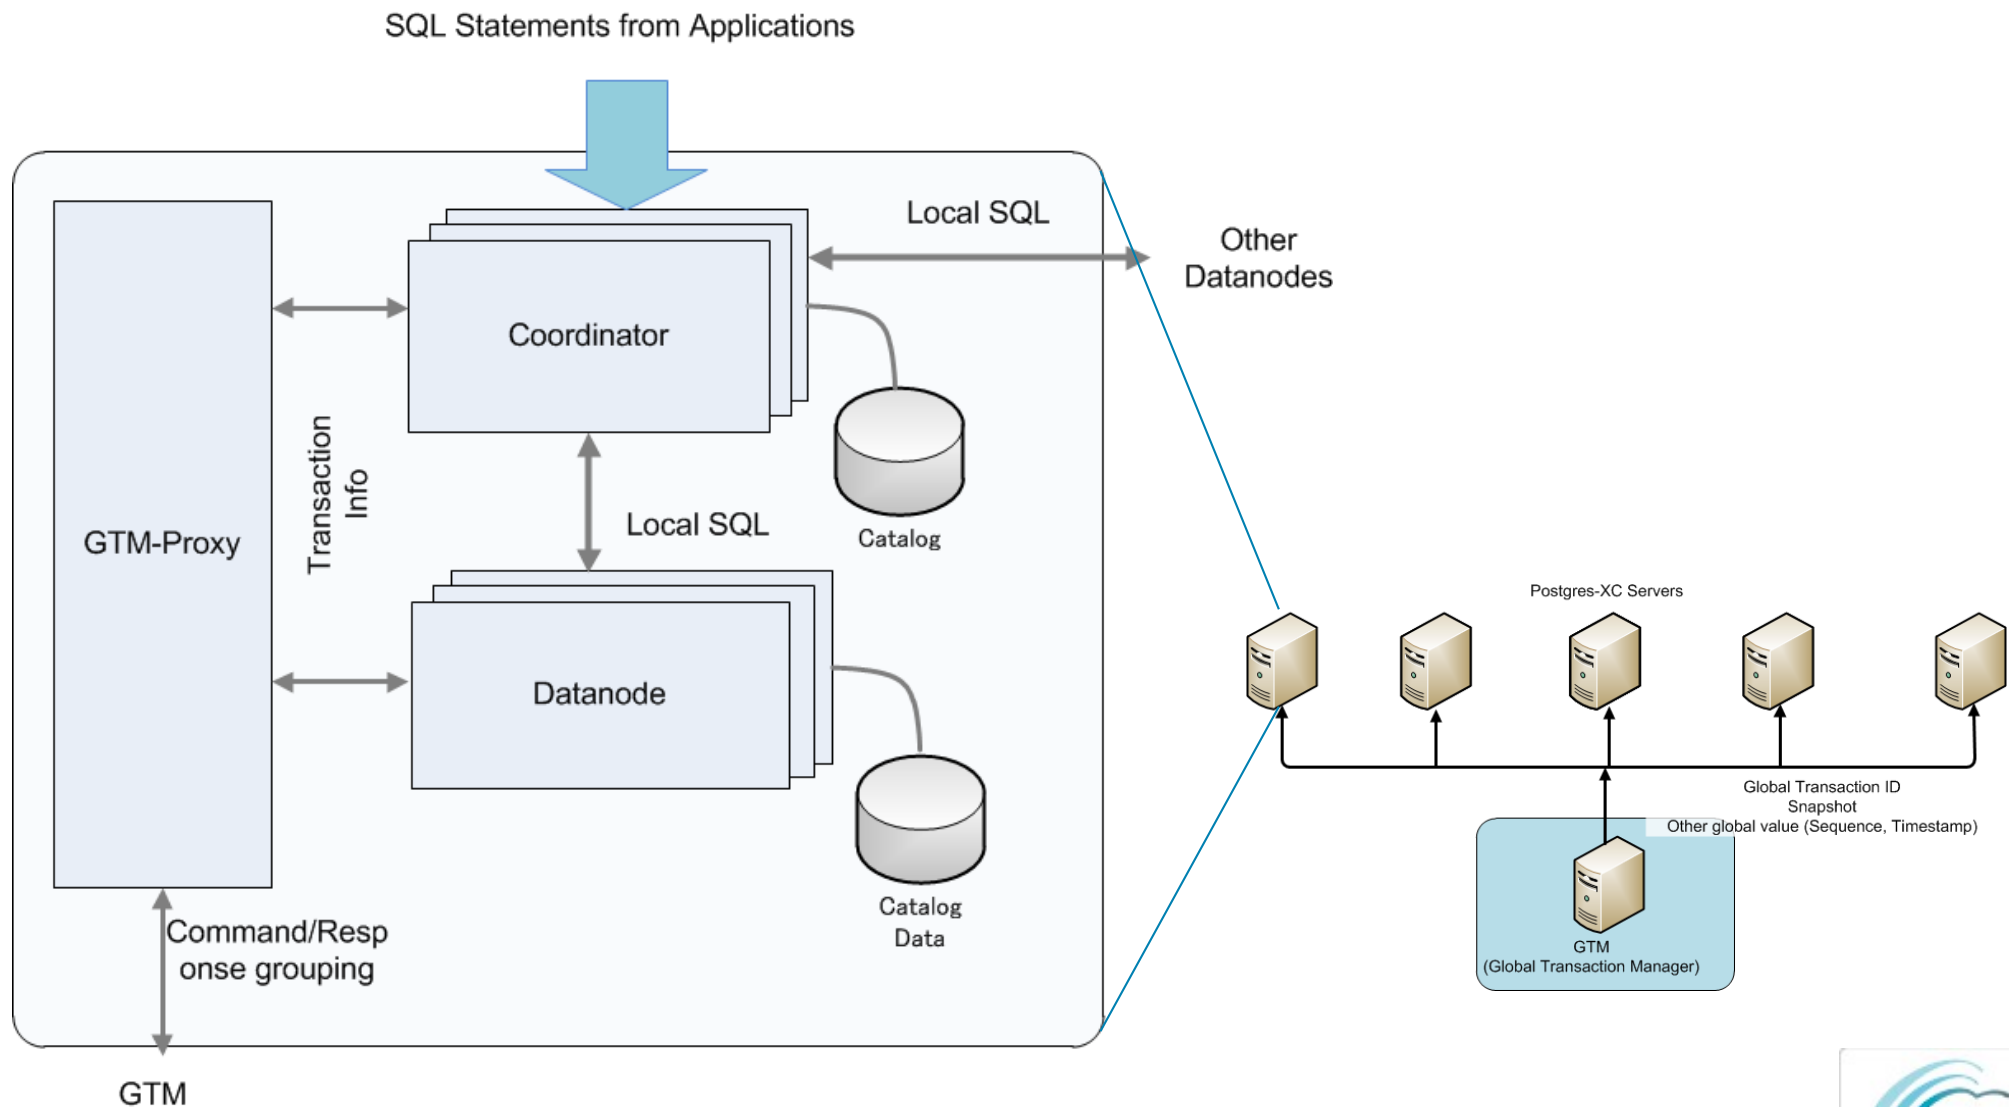 SQL Statements from Applications
Local SQL
Other
Datanodes
Coordinator
Transaction
Info
GTM-Proxy
Local SQL
Catalog
Datanode
Catalog
Data
Command/Resp
onse grouping
GTM
Postgres-XC Servers
Global Transaction ID
Snapshot
Other global value (Sequence, Timestamp)
GTM
(Global Transaction Manager)